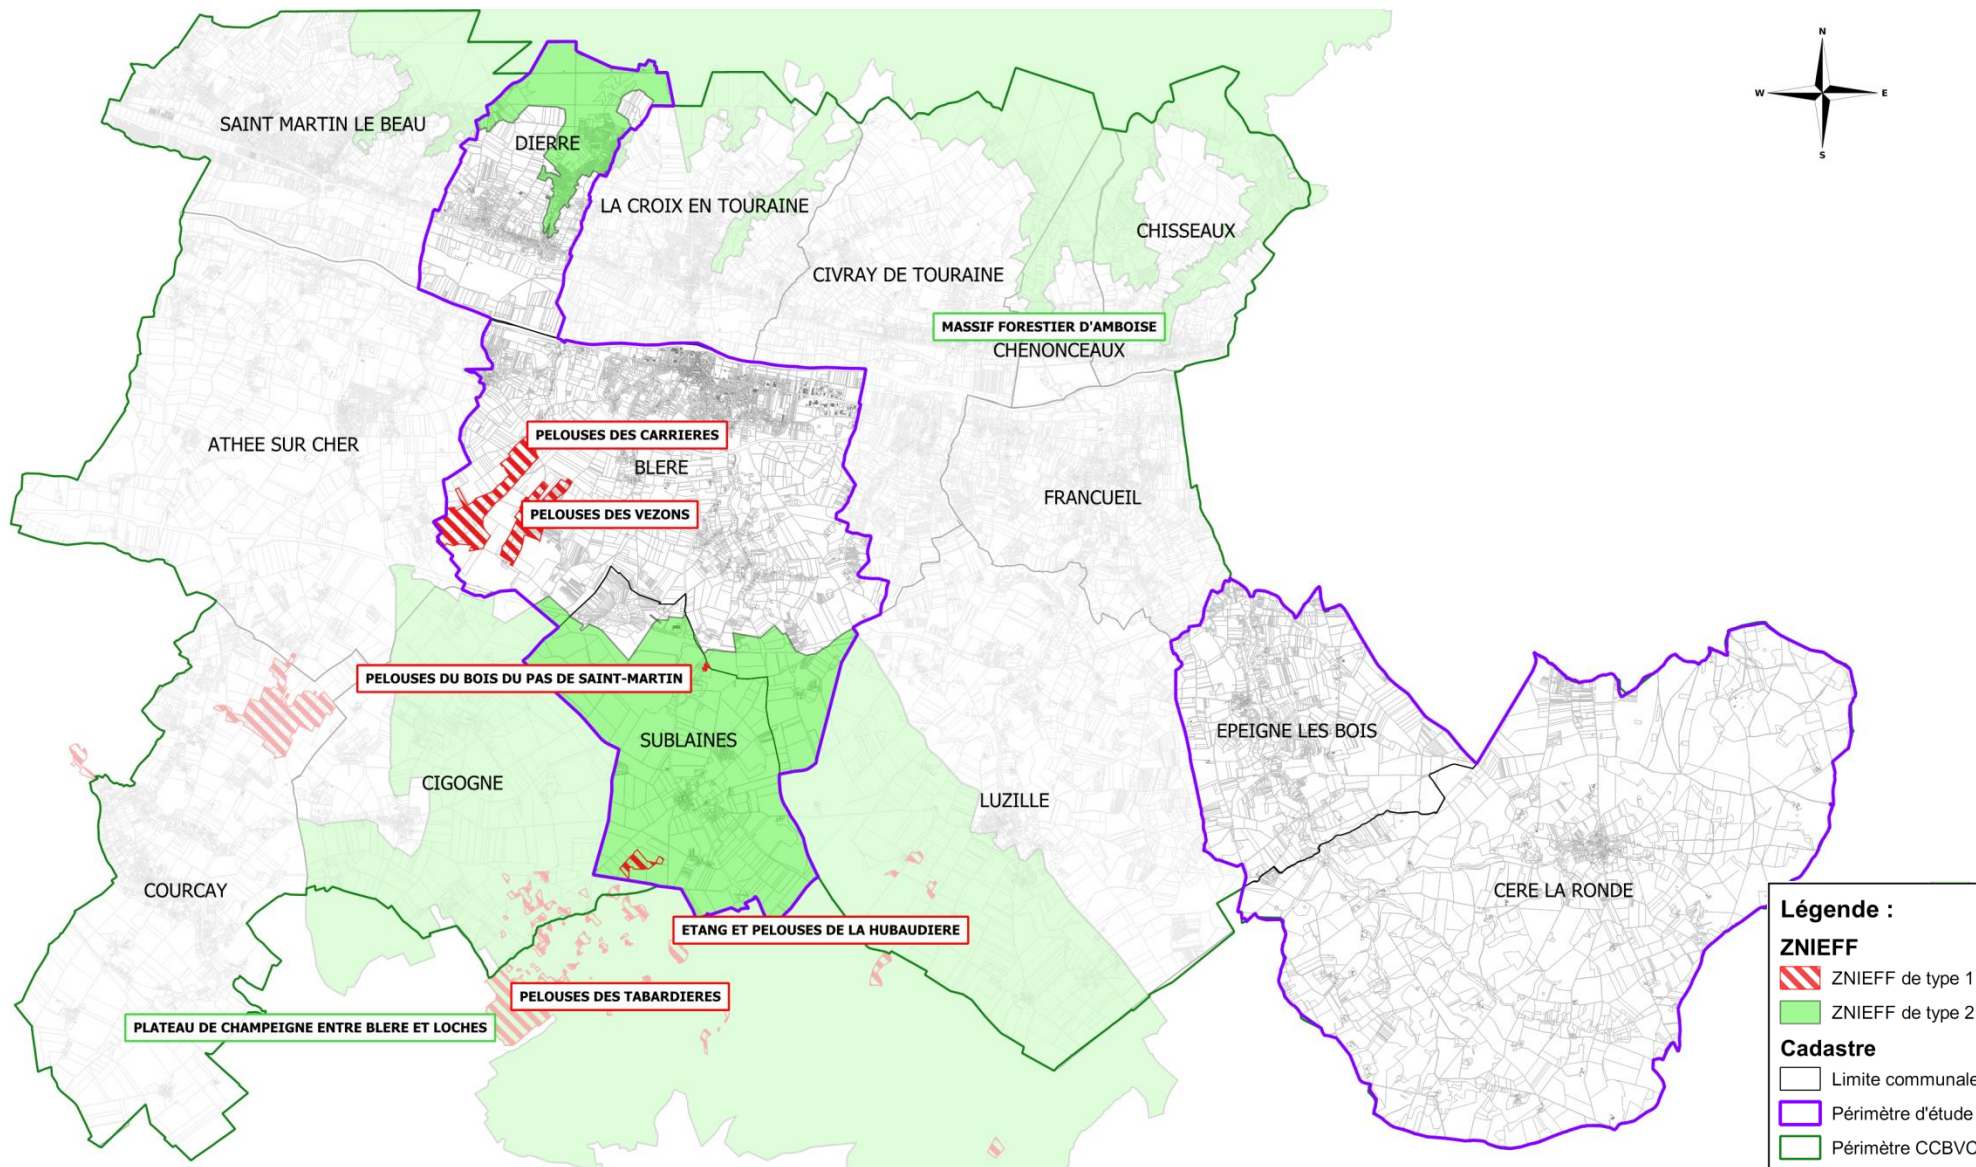 N
W
E
S
SAINT MARTIN LE BEAU
DIERRE
LA CROIX EN TOURAINE
CHISSEAUX
CIVRAY DE TOURAINE
MASSIF FORESTIER D'AMBOISE
CHENONCEAUX
PELOUSES DES CARRIERES
ATHEE SUR CHER
BLERE
FRANCUEIL
PELOUSES DES VEZONS
PELOUSES DU BOIS DU PAS DE SAINT-MARTIN
SUBLAINES
EPEIGNE LES BOIS
CIGOGNE
LUZILLE
COURCAY
CERE LA RONDE
ETANG ET PELOUSES DE LA HUBAUDIERE
PELOUSES DES TABARDIERES
PLATEAU DE CHAMPEIGNE ENTRE BLERE ET LOCHES
Légende :
ZNIEFF
ZNIEFF de type 1
ZNIEFF de type 2
Cadastre
Limite communale
Périmètre d'étude
Périmètre CCBVC